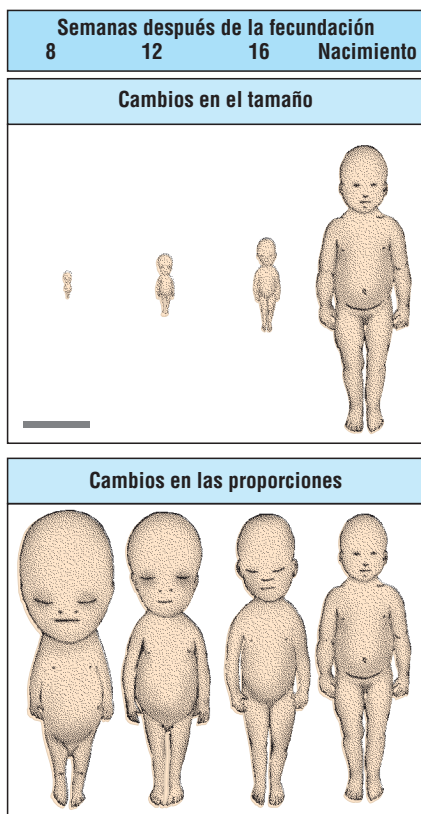 Semanas después de la fecundación
8 12 16 Nacimiento
Cambios en el tamaño
Cambios en las proporciones